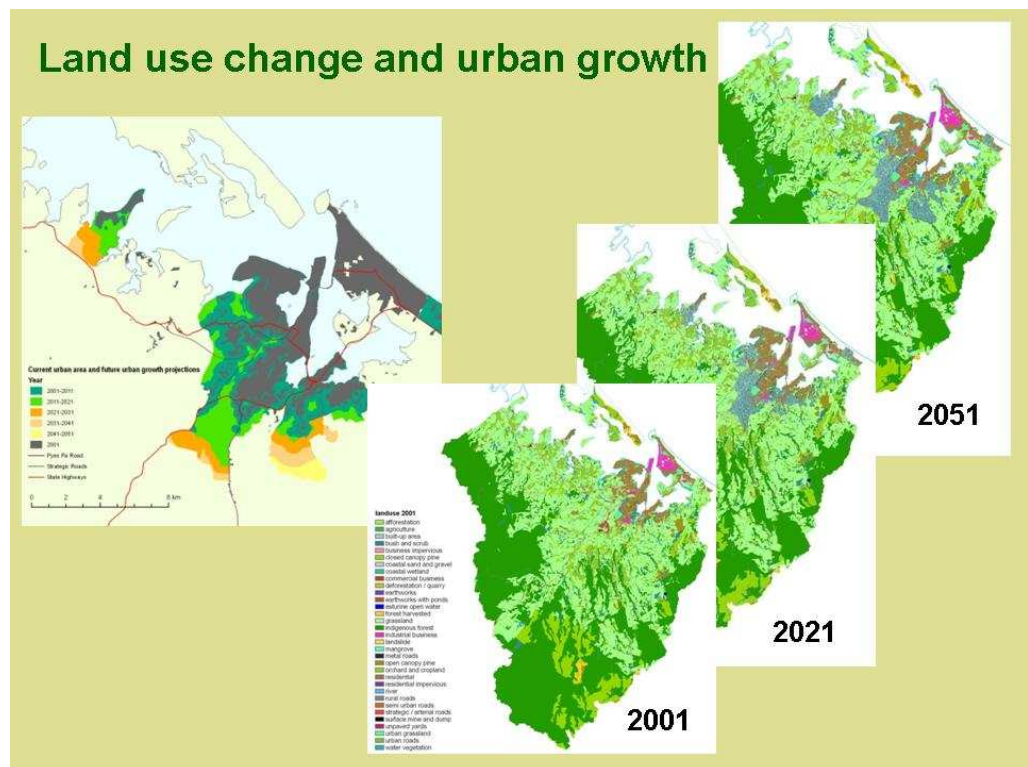 Land use change and urban growth
Current urban area and future urban growth projections
Year
2001-2011
2011-2021
2021-2031
2031-2041
2041-2051
2001
Pyes Pa Road
Strategic Roads
State Highways
0 2 4 8 km
landuse 2001
afforestation
agriculture
built-up area
bush and scrub
business impervious
closed canopy pine
coastal sand and gravel
coastal wetland
commercial business
deforestation / quarry
earthworks
earthworks with ponds
esturine open water
forest harvested
grassland
indigenous forest
industrial business
landslide
mangrove
metal roads
open canopy pine
orchard and cropland
residential
residential impervious
river
rural roads
semi urban roads
strategic / arterial roads
surface mine and dump
unpaved yards
urban grassland
urban roads
water vegetation
2001
2021
2051